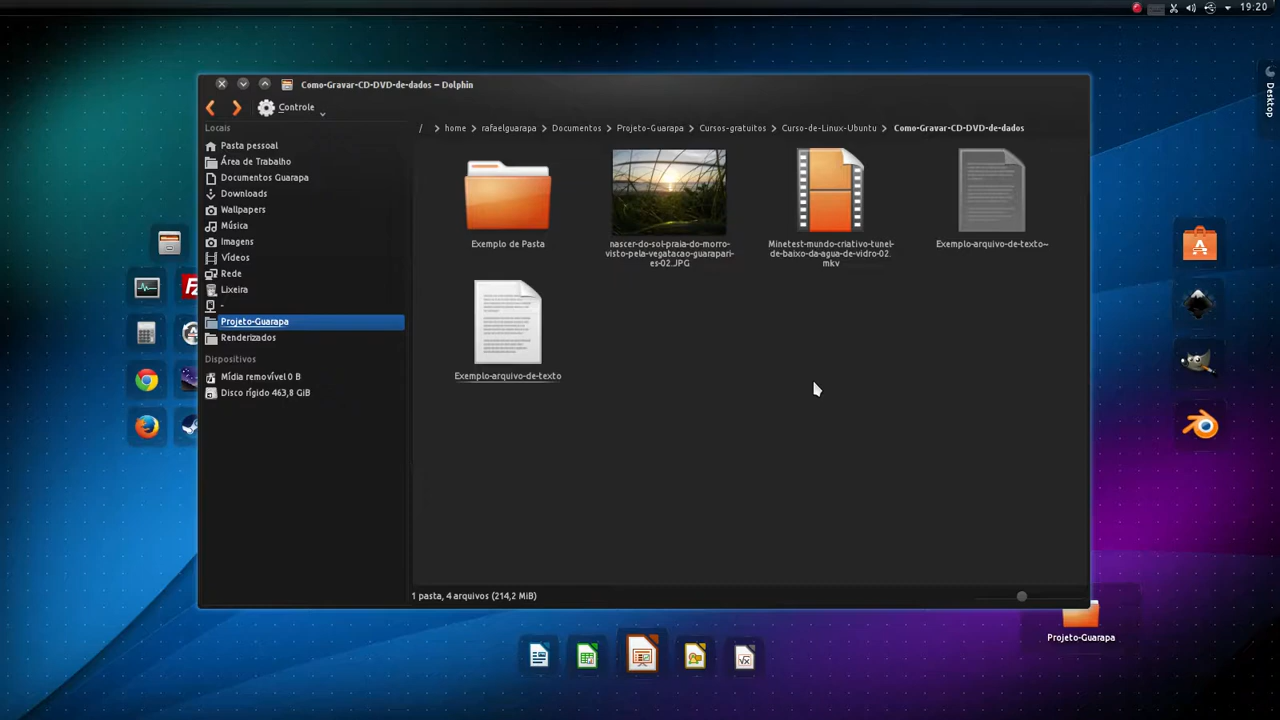 19:20
Desktop
Como-Gravar-CD-DVD-de-dados – Dolphin
Controle
Locais
/ home rafaelguarapa Documentos Projeto-Guarapa Cursos-gratuitos Curso-de-Linux-Ubuntu Como-Gravar-CD-DVD-de-dados
Pasta pessoal
Área de Trabalho
Documentos Guarapa
Downloads
Wallpapers
Música
Imagens
Vídeos
Rede
Lixeira
-
Projeto-Guarapa
Renderizados
Dispositivos
Mídia removível 0 B
Disco rígido 463,8 GiB
Exemplo de Pasta
nascer-do-sol-praia-do-morro-
visto-pela-vegatacao-guarapari-
es-02.JPG
Minetest-mundo-criativo-tunel-
de-baixo-da-agua-de-vidro-02.
mkv
Exemplo-arquivo-de-texto~
Exemplo-arquivo-de-texto
1 pasta, 4 arquivos (214,2 MiB)
Projeto-Guarapa